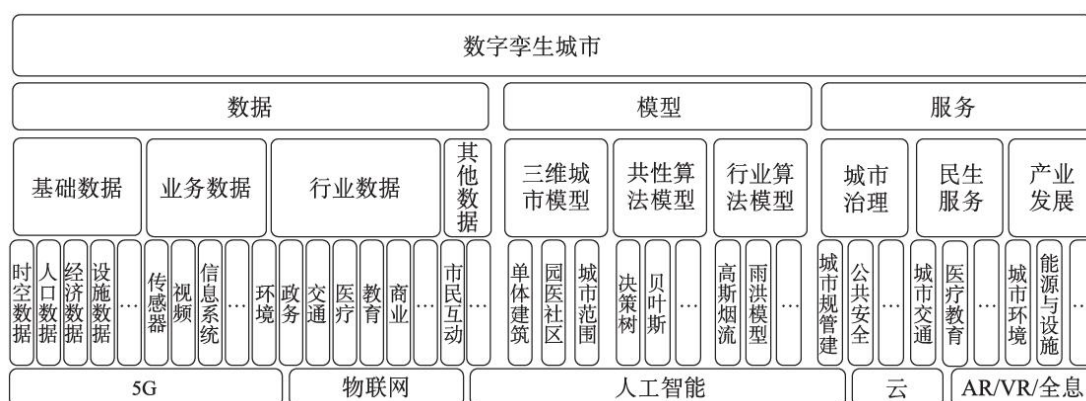 数字孪生城市
数据
模型
服务
基础数据
业务数据
行业数据
其他数据
三维城
市模型
共性算
法模型
行业算
法模型
城市
治理
民生
服务
产业
发展
时空数据
人口数据
经济数据
设施数据
…
传感器
视频
信息系统
…
环境
政务
交通
医疗
教育
商业
…
市民互动
…
单体建筑
园医社区
城市范围
决策树
贝叶斯
…
高斯烟流
雨洪模型
…
城市规管建
公共安全
…
城市交通
医疗教育
…
城市环境
能源与设施
…
5G
物联网
人工智能
云
AR/VR/全息